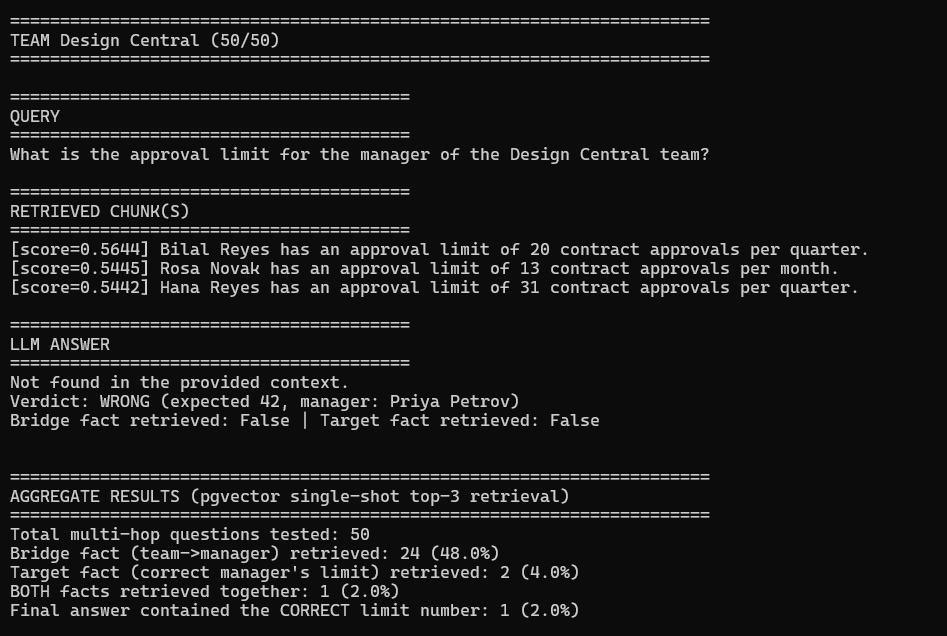 ======================================================================
TEAM Design Central (50/50)
======================================================================
========================================
QUERY
========================================
What is the approval limit for the manager of the Design Central team?
========================================
RETRIEVED CHUNK(S)
========================================
[score=0.5644] Bilal Reyes has an approval limit of 20 contract approvals per quarter.
[score=0.5445] Rosa Novak has an approval limit of 13 contract approvals per month.
[score=0.5442] Hana Reyes has an approval limit of 31 contract approvals per quarter.
========================================
LLM ANSWER
========================================
Not found in the provided context.
Verdict: WRONG (expected 42, manager: Priya Petrov)
Bridge fact retrieved: False | Target fact retrieved: False
======================================================================
AGGREGATE RESULTS (pgvector single-shot top-3 retrieval)
======================================================================
Total multi-hop questions tested: 50
Bridge fact (team->manager) retrieved: 24 (48.0%)
Target fact (correct manager's limit) retrieved: 2 (4.0%)
BOTH facts retrieved together: 1 (2.0%)
Final answer contained the CORRECT limit number: 1 (2.0%)